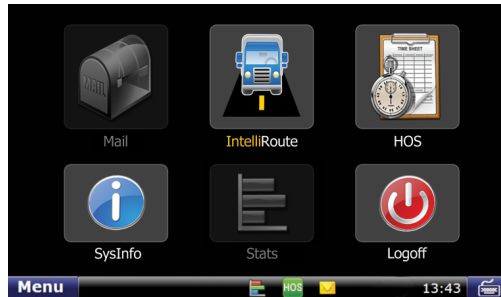 MAIL
TIME SHEET
Mail
IntelliRoute
HOS
SysInfo
Stats
Logoff
Menu
HOS
13:43